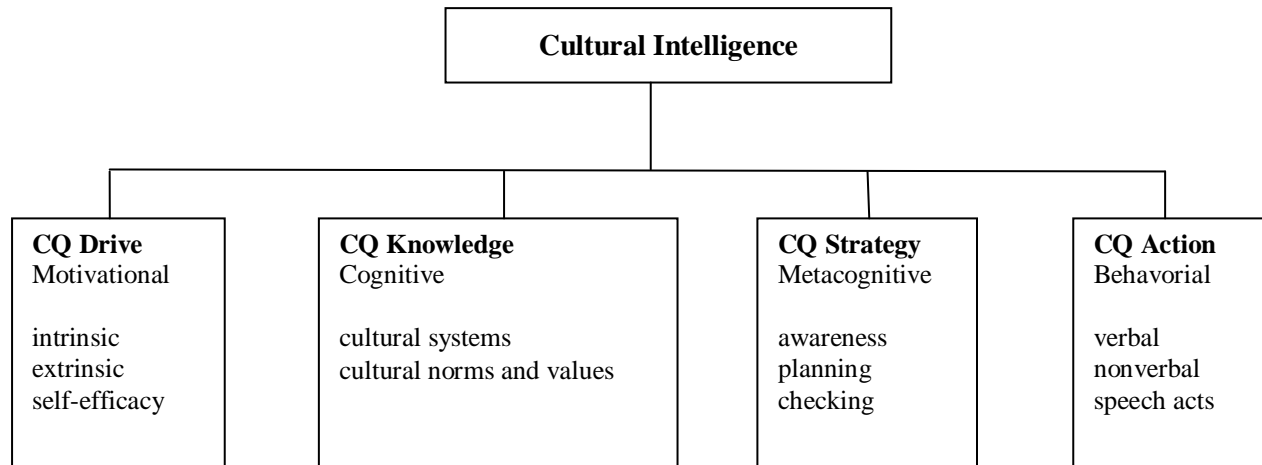 Cultural Intelligence
CQ Drive
Motivational
intrinsic
extrinsic
self-efficacy
CQ Knowledge
Cognitive
cultural systems
cultural norms and values
CQ Strategy
Metacognitive
awareness
planning
checking
CQ Action
Behavorial
verbal
nonverbal
speech acts